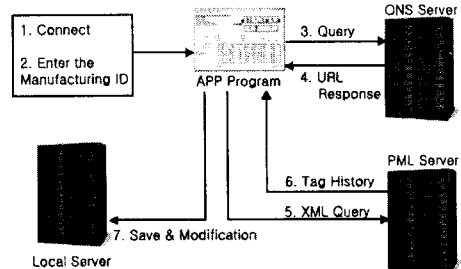 1. Connect
2. Enter the
Manufacturing ID
APP Program
3. Query
4. URL
Response
ONS Server
PML Server
6. Tag History
5. XML Query
7. Save & Modification
Local Server